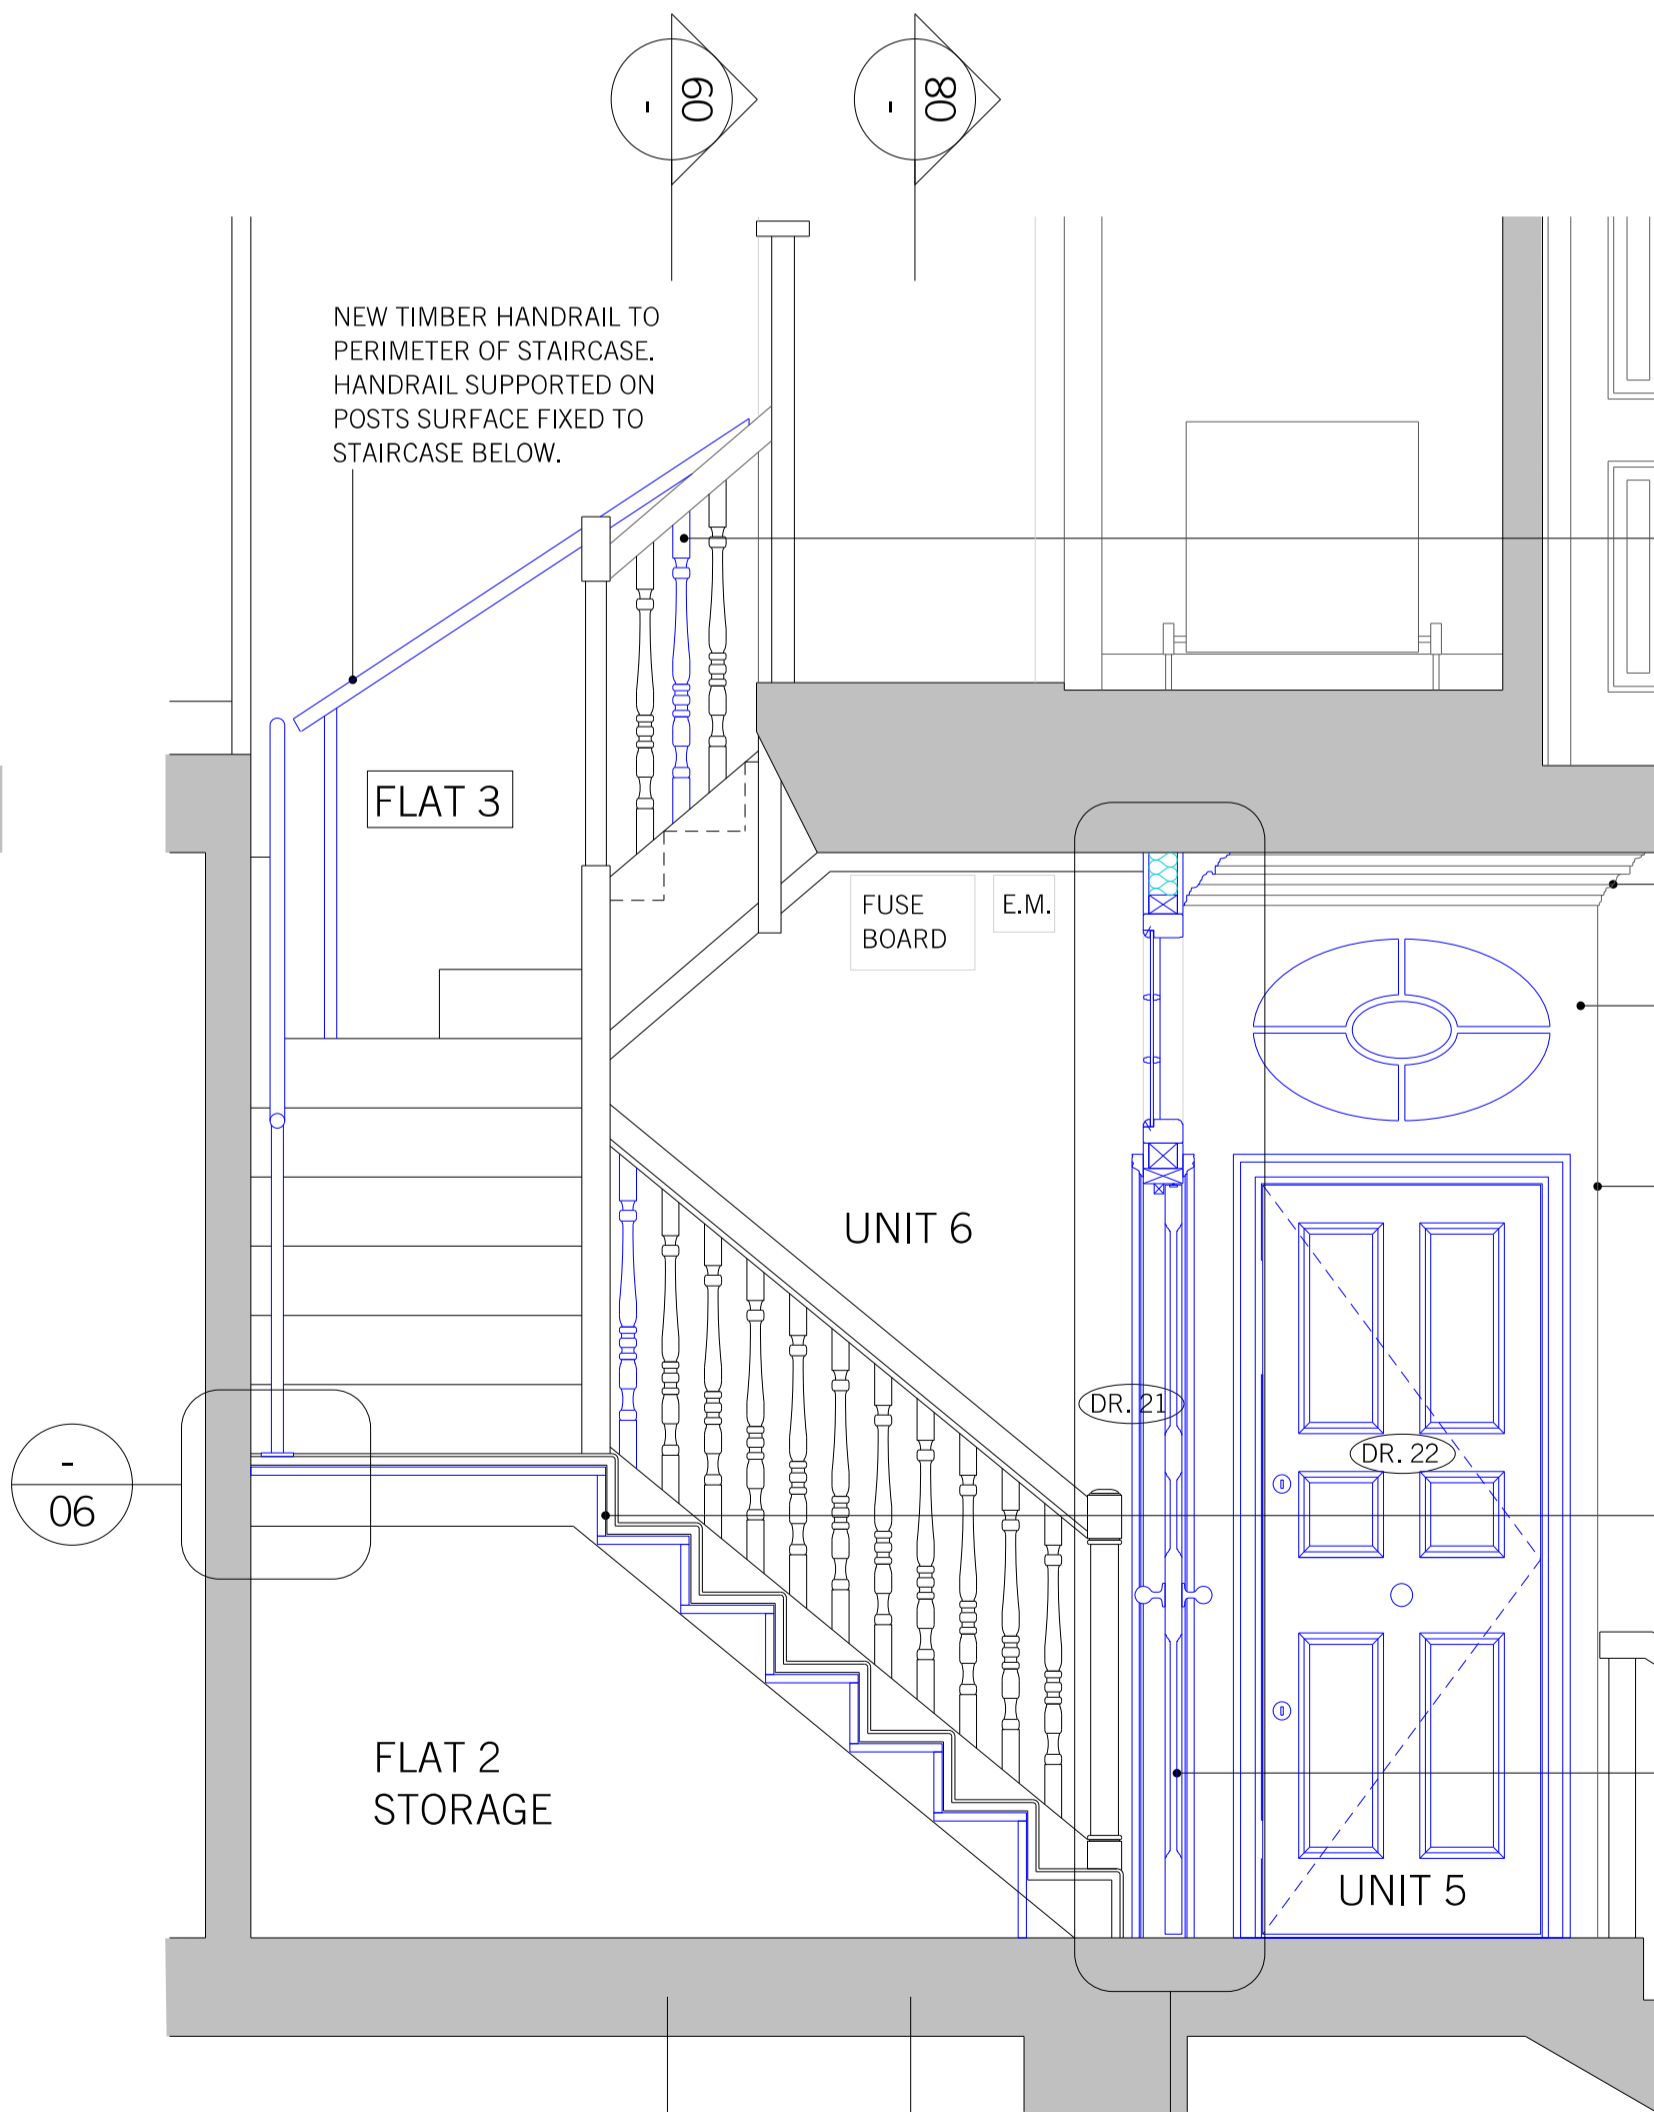 -
09
-
08
NEW TIMBER HANDRAIL TO
PERIMETER OF STAIRCASE.
HANDRAIL SUPPORTED ON
POSTS SURFACE FIXED TO
STAIRCASE BELOW.
FLAT 3
FUSE
BOARD
E.M.
UNIT 6
DR. 21
DR. 22
-
06
FLAT 2
STORAGE
UNIT 5